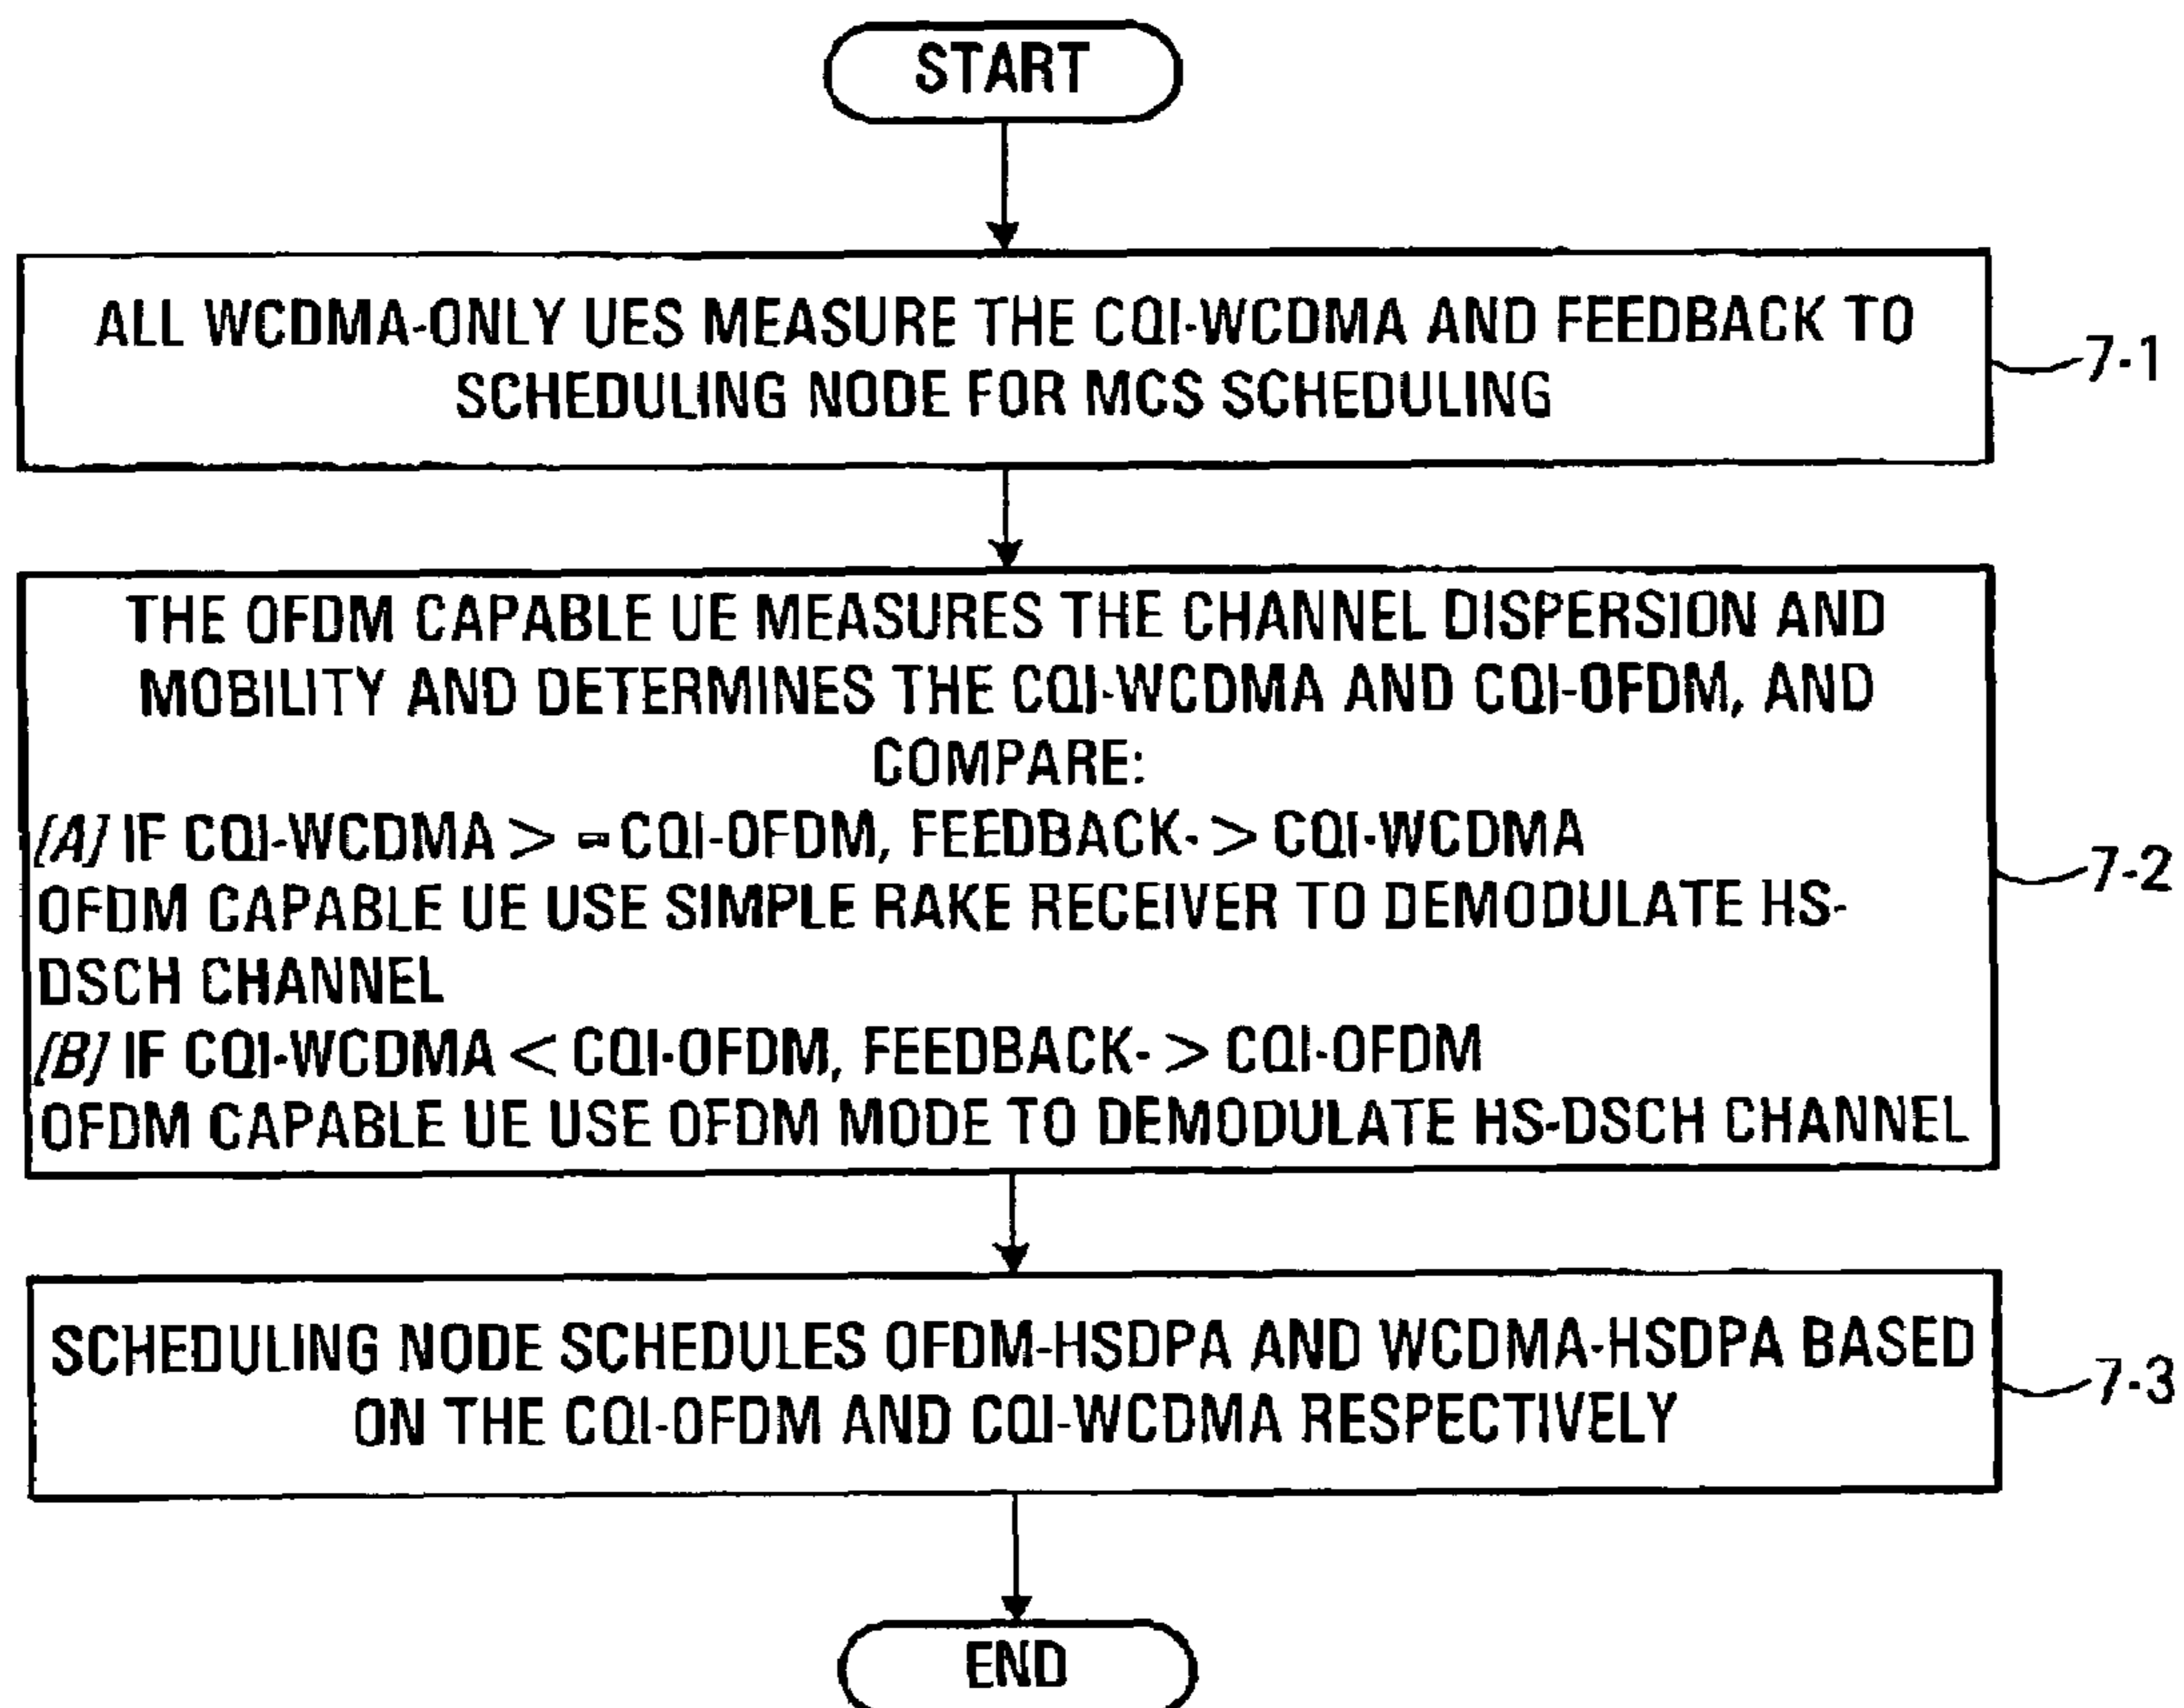 START
ALL WCDMA-ONLY UES MEASURE THE CQI-WCDMA AND FEEDBACK TO
SCHEDULING NODE FOR MCS SCHEDULING
7-1
THE OFDM CAPABLE UE MEASURES THE CHANNEL DISPERSION AND
MOBILITY AND DETERMINES THE CQI-WCDMA AND CQI-OFDM, AND
COMPARE:
[A] IF CQI-WCDMA > = CQI-OFDM, FEEDBACK- > CQI-WCDMA
OFDM CAPABLE UE USE SIMPLE RAKE RECEIVER TO DEMODULATE HS-
DSCH CHANNEL
[B] IF CQI-WCDMA < CQI-OFDM, FEEDBACK- > CQI-OFDM
OFDM CAPABLE UE USE OFDM MODE TO DEMODULATE HS-DSCH CHANNEL
7-2
SCHEDULING NODE SCHEDULES OFDM-HSDPA AND WCDMA-HSDPA BASED
ON THE CQI-OFDM AND CQI-WCDMA RESPECTIVELY
7-3
END